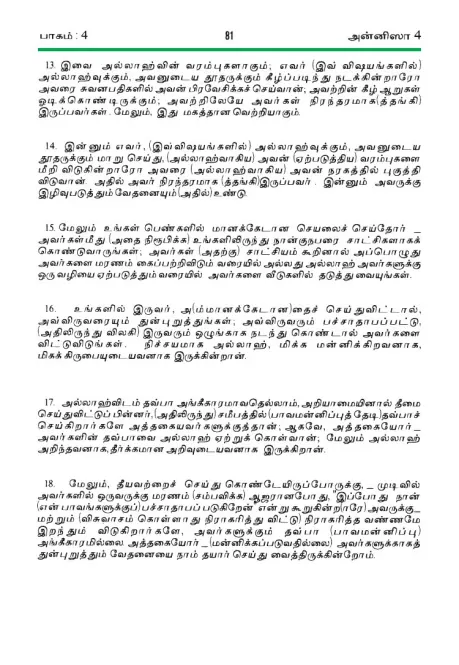 பாகம் : 4 81 அன்னிஸா 4
13. இவை அல்லாஹ்வின் வரம்புகளாகும்; எவர் (இவ் விஷயங்களில்)
அல்லாஹ்வுக்கும், அவனுடைய தூதருக்கும் கீழ்ப்படிந்து நடக்கின்றாரோ
அவரை சுவனபதிகளில் அவன் பிரவேசிக்கச் செய்வான்; அவற்றின் கீழ் ஆறுகள்
ஓடிக்கொண்டிருக்கும்; அவற்றிலேயே அவர்கள் நிரந்தரமாக(த்தங்கி)
இருப்பவர்கள். மேலும், இது மகத்தான வெற்றியாகும்.
14. இன்னும் எவர், (இவ்விஷயங்களில்) அல்லாஹ்வுக்கும், அவனுடைய
தூதருக்கும் மாறு செய்து, (அல்லாஹ்வாகிய) அவன் (ஏற்படுத்திய) வரம்புகளை
மீறி விடுகின்றாரோ அவரை (அல்லாஹ்வாகிய) அவன் நரகத்தில் புகுத்தி
விடுவான். அதில் அவர் நிரந்தரமாக (த்தங்கி)இருப்பவர். இன்னும் அவருக்கு
இழிவுபடுத்தும் வேதனையும் (அதில்) உண்டு.
15. மேலும் உங்கள் பெண்களில் மானக்கேடான செயலைச் செய்தோர் _
அவர்கள்மீது (அதை நிரூபிக்க) உங்களிலிருந்து நான்குநபரை சாட்சிகளாகக்
கொண்டுவாருங்கள்; அவர்கள் (அதற்கு) சாட்சியம் கூறினால் அப்பொழுது
அவர்களை மரணம் கைப்பற்றிவிடும் வரையில் அல்லது அல்லாஹ் அவர்களுக்கு
ஒரு வழியை ஏற்படுத்தும் வரையில் அவர்களை வீடுகளில் தடுத்து வையுங்கள்.
16. உங்களில் இருவர், அ(ம்மானக்கேடான)தைச் செய்துவிட்டால்,
அவ்விருவரையும் துன்புறுத்துங்கள்; அவ்விருவரும் பச்சாதாபப்பட்டு,
(அதிலிருந்து விலகி) இருவரும் ஒழுங்காக நடந்து கொண்டால் அவர்களை
விட்டுவிடுங்கள். நிச்சயமாக அல்லாஹ், மிக்க மன்னிக்கிறவனாக,
மிகக் கிருபையுடையவனாக இருக்கின்றான்.
17. அல்லாஹ்விடம் தவ்பா அங்கீகாரமாவதெல்லாம், அறியாமையினால் தீமை
செய்துவிட்டுப் பின்னர், (அதிலிருந்து) சமீபத்தில் (பாவமன்னிப்புத் தேடி)தவ்பாச்
செய்கிறார்களே அத்தகையவர்களுக்குத்தான்; ஆகவே, அத்தகையோர் _
அவர்களின் தவ்பாவை அல்லாஹ் ஏற்றுக் கொள்வான்; மேலும் அல்லாஹ்
அறிந்தவனாக, தீர்க்கமான அறிவுடையவனாக இருக்கிறான்.
18. மேலும், தீயவற்றைச் செய்து கொண்டேயிருப்போருக்கு, _ முடிவில்
அவர்களில் ஒருவருக்கு மரணம் (சம்பவிக்க) ஆஜரானபோது, 'இப்போது நான்
(என் பாவங்களுக்குப்) பச்சாதாபப்படுகிறேன்' என்று கூறுகின்(றாரே) அவருக்கு_
மற்றும் (விசுவாசம் கொள்ளாது நிராகரித்து விட்டு) நிராகரித்த வண்ணமே
இறந்தும் விடுகிறார்களே, அவர்களுக்கும் தவ்பா (பாவமன்னிப்பு)
அங்கீகாரமில்லை. அத்தகையோர் _ (மன்னிக்கப்படுவதில்லை) அவர்களுக்காகத்
துன்புறுத்தும் வேதனையை நாம் தயார் செய்து வைத்திருக்கின்றோம்.